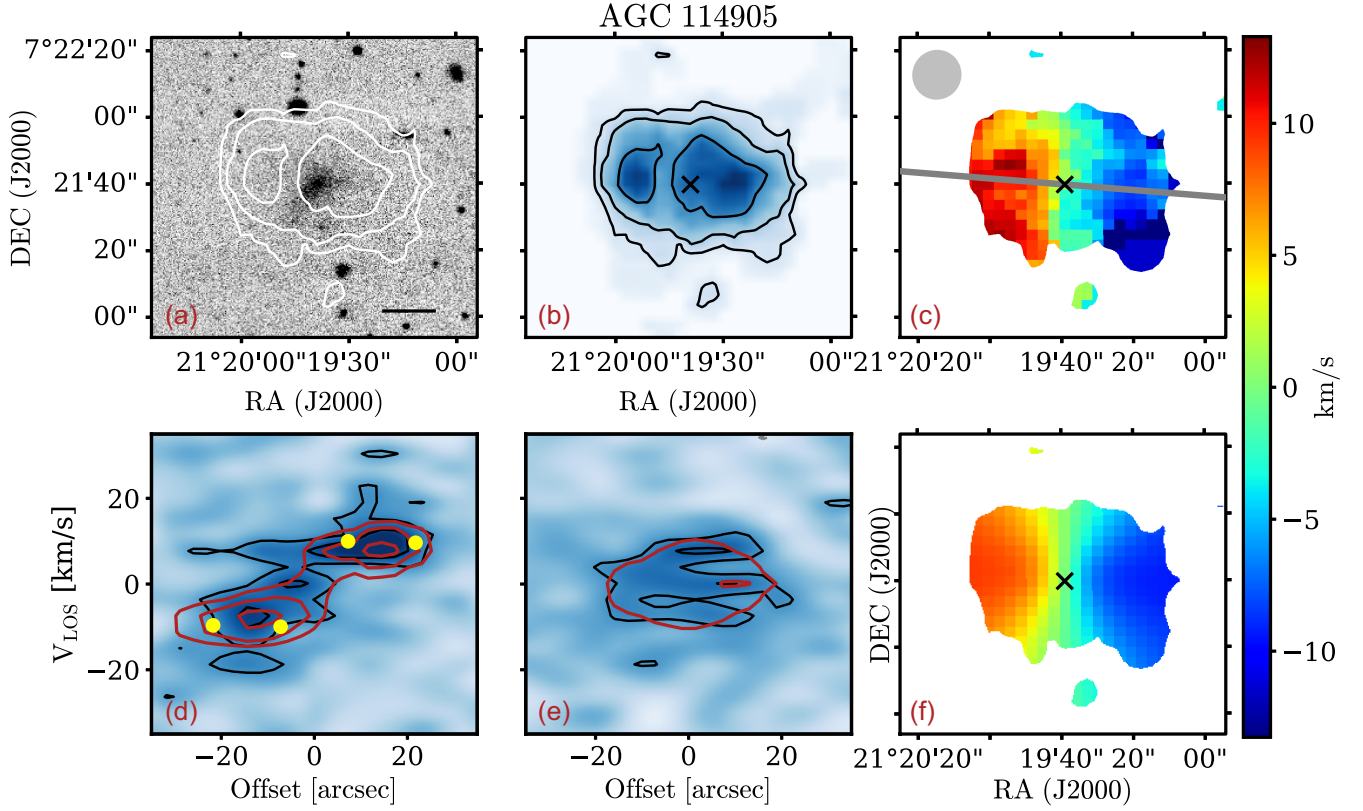 AGC 114905
7°22'20"
00"
21'40"
20"
00"
DEC (J2000)
(a)
21°20'00"
19'30"
00"
RA (J2000)
(b)
21°20'00"
19'30"
00"
RA (J2000)
(c)
21°20'20"
19'40"
20"
00"
10
5
0
−5
−10
km/s
20
0
−20
V_LOS [km/s]
(d)
−20
0
20
Offset [arcsec]
(e)
−20
0
20
Offset [arcsec]
DEC (J2000)
(f)
21°20'20"
19'40"
20"
00"
RA (J2000)